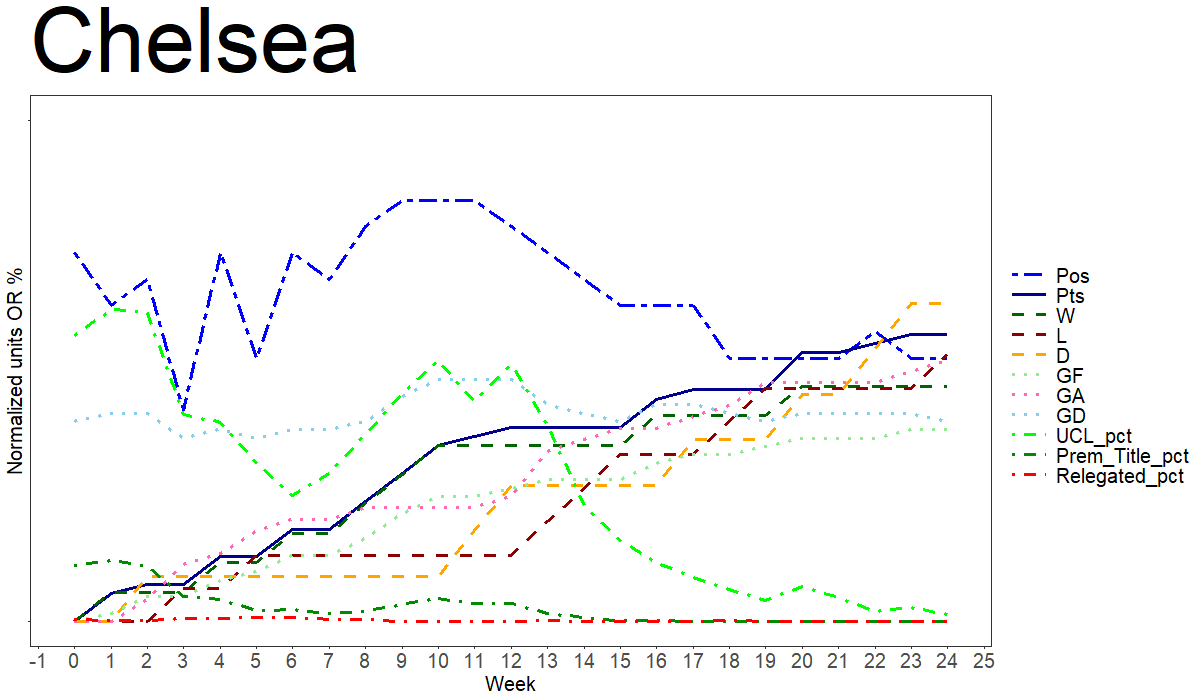 Chelsea
Normalized units OR %
Pos
Pts
W
L
D
GF
GA
GD
UCL_pct
Prem_Title_pct
Relegated_pct
-1 0 1 2 3 4 5 6 7 8 9 10 11 12 13 14 15 16 17 18 19 20 21 22 23 24 25
Week